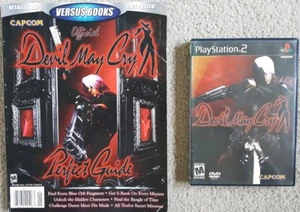 VERSUS BOOKS
CAPCOM
Official
Devil May Cry
Perfect Guide
Find Every Blue Orb Fragment • Get S-Rank On Every Mission
Unlock the Hidden Characters • Find the Bangle of Time
Challenge Dante Must Die Mode • All Twelve Secret Missions
PlayStation 2
Devil May Cry
M
DVD
CAPCOM